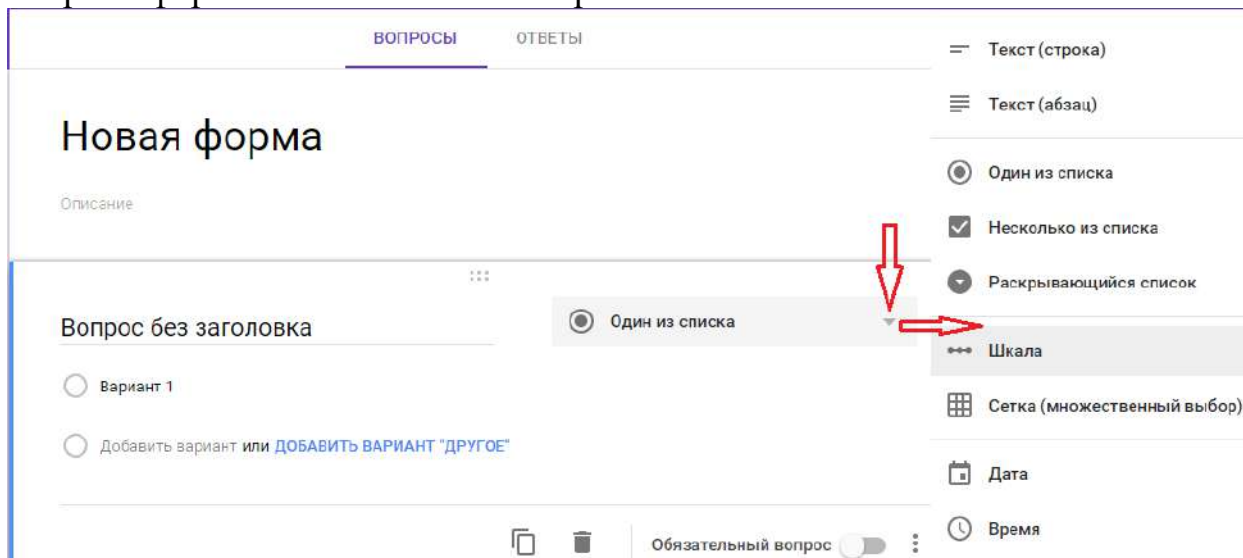 ВОПРОСЫ ОТВЕТЫ
Новая форма
Описание
Вопрос без заголовка
Один из списка
Вариант 1
Добавить вариант или ДОБАВИТЬ ВАРИАНТ "ДРУГОЕ"
Обязательный вопрос
Текст (строка)
Текст (абзац)
Один из списка
Несколько из списка
Раскрывающийся список
Шкала
Сетка (множественный выбор)
Дата
Время